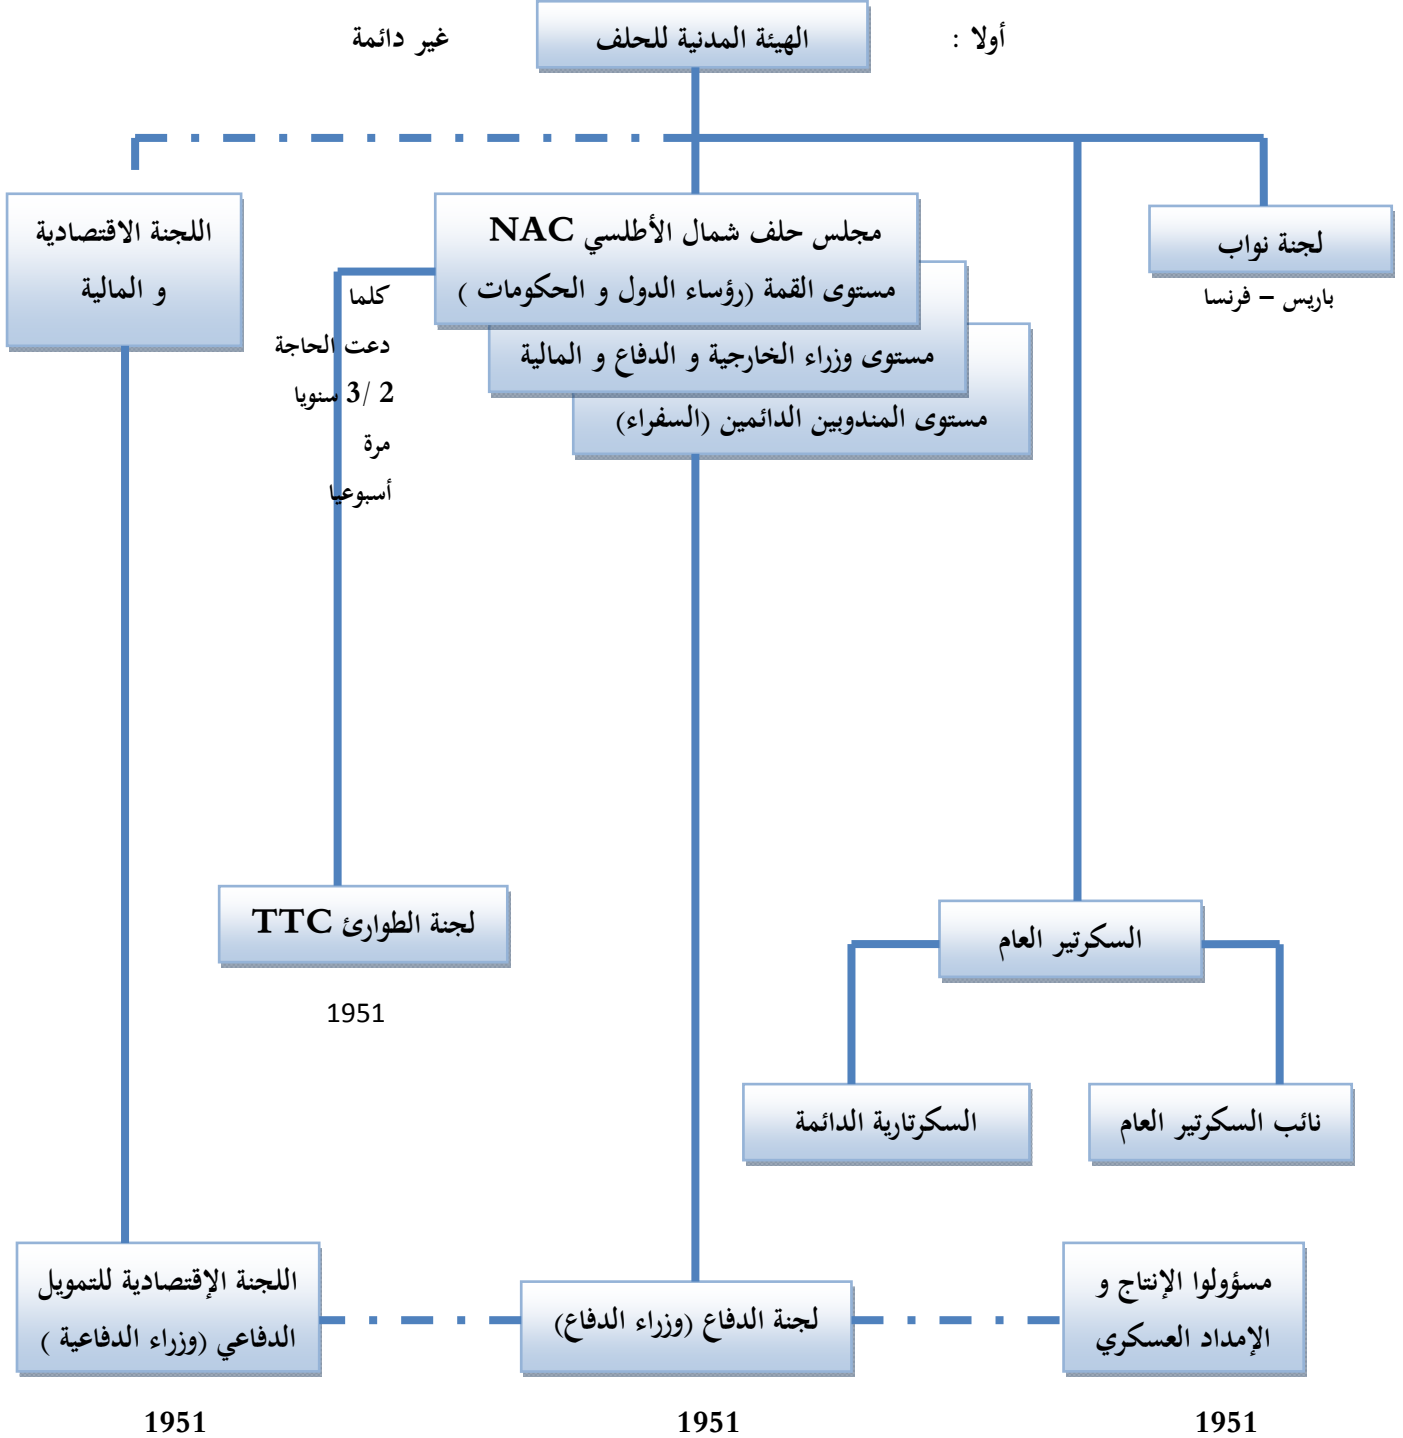 أولا :
الهيئة المدنية للحلف
غير دائمة
لجنة نواب
باريس – فرنسا
مجلس حلف شمال الأطلسي NAC
مستوى القمة (رؤساء الدول و الحكومات )
مستوى وزراء الخارجية و الدفاع و المالية
مستوى المندوبين الدائمين (السفراء)
كلما
دعت الحاجة
2 /3 سنويا
مرة
أسبوعيا
اللجنة الاقتصادية
و المالية
السكرتير العام
لجنة الطوارئ TTC
1951
نائب السكرتير العام
السكرتارية الدائمة
مسؤولوا الإنتاج و
الإمداد العسكري
لجنة الدفاع (وزراء الدفاع)
اللجنة الإقتصادية للتمويل
الدفاعي (وزراء الدفاعية )
1951
1951
1951